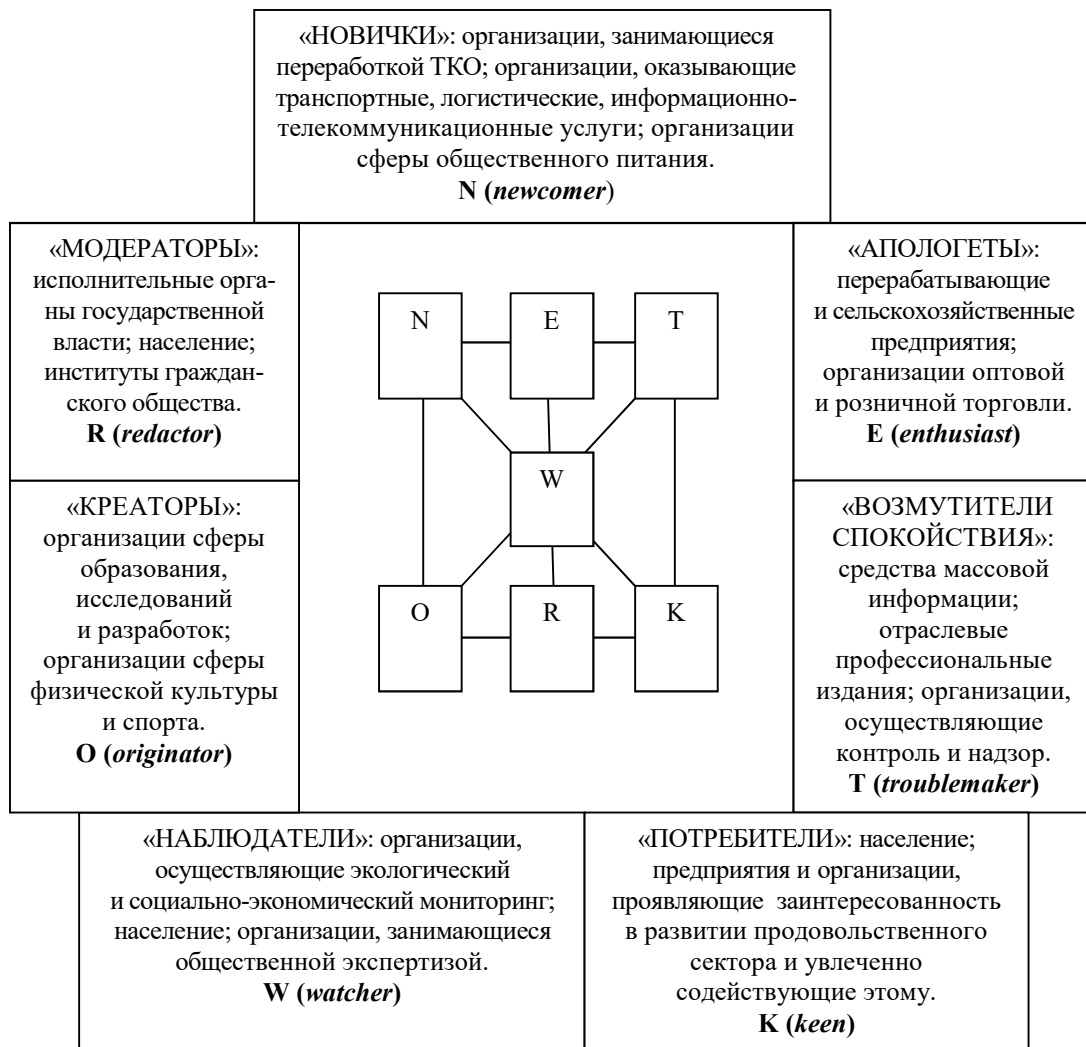 «НОВИЧКИ»: организации, занимающиеся
переработкой ТКО; организации, оказывающие
транспортные, логистические, информационно-
телекоммуникационные услуги; организации
сферы общественного питания.
N (newcomer)
«МОДЕРАТОРЫ»:
исполнительные орга-
ны государственной
власти; население;
институты граждан-
ского общества.
R (redactor)
«КРЕАТОРЫ»:
организации сферы
образования,
исследований
и разработок;
организации сферы
физической культуры
и спорта.
O (originator)
N E T
W
O R K
«АПОЛОГЕТЫ»:
перерабатывающие
и сельскохозяйственные
предприятия;
организации оптовой
и розничной торговли.
E (enthusiast)
«ВОЗМУТИТЕЛИ
СПОКОЙСТВИЯ»:
средства массовой
информации;
отраслевые
профессиональные
издания; организации,
осуществляющие
контроль и надзор.
T (troublemaker)
«НАБЛЮДАТЕЛИ»: организации,
осуществляющие экологический
и социально-экономический мониторинг;
население; организации, занимающиеся
общественной экспертизой.
W (watcher)
«ПОТРЕБИТЕЛИ»: население;
предприятия и организации,
проявляющие заинтересованность
в развитии продовольственного
сектора и увлеченно
содействующие этому.
K (keen)